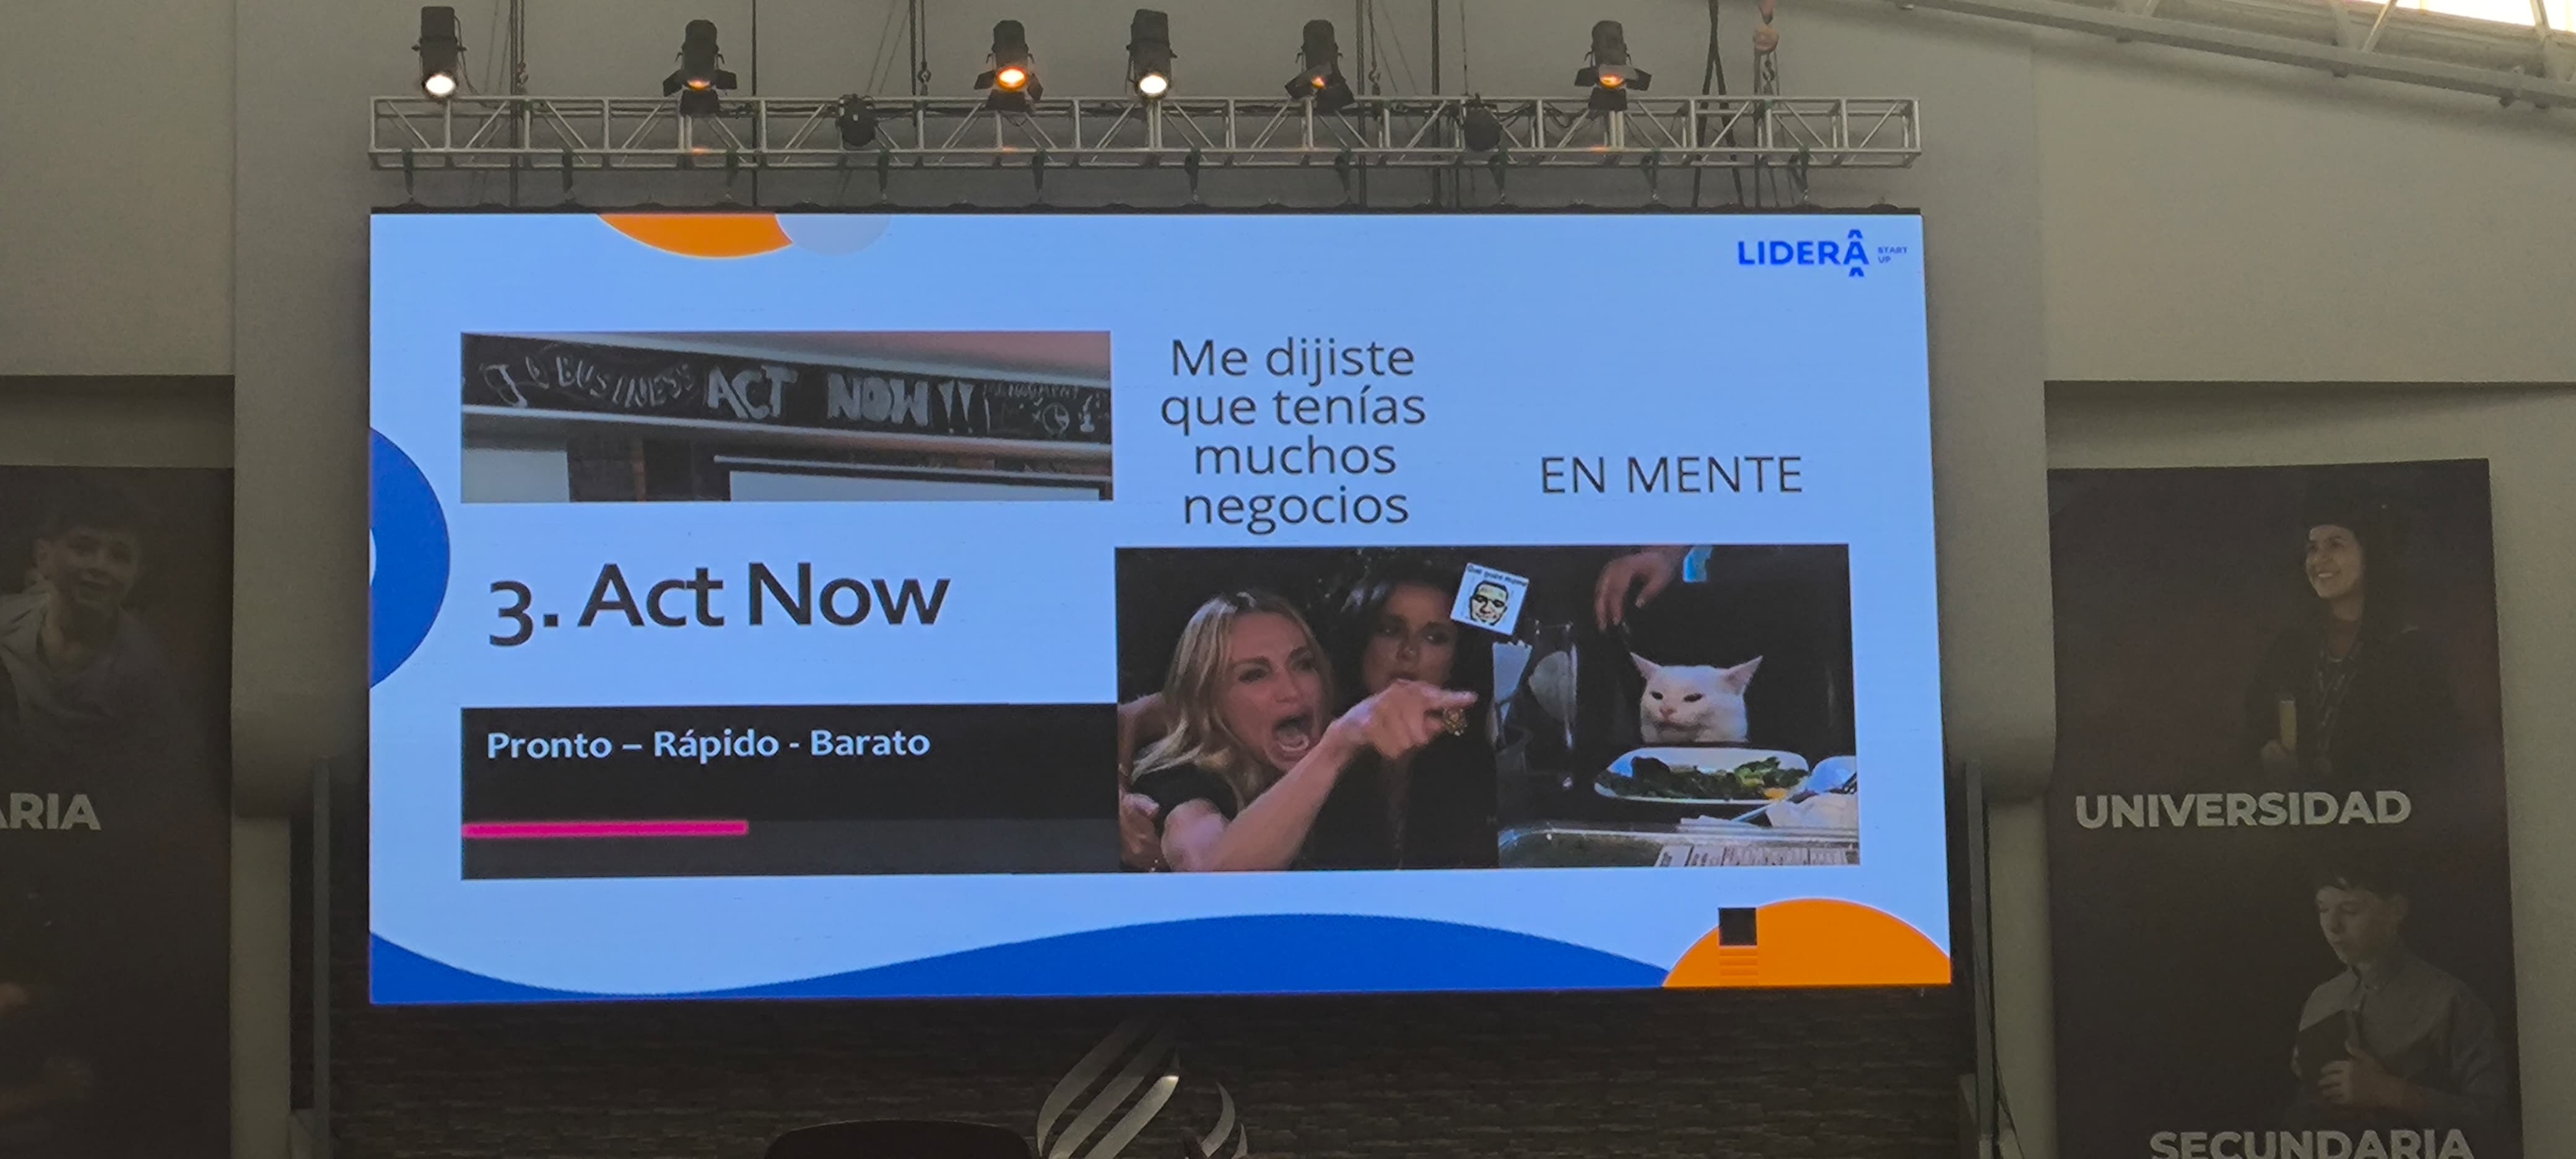 LIDERA START UP
BUSINESS ACT NOW!!
Me dijiste
que tenías
muchos
negocios
EN MENTE
3. Act Now
Pronto – Rápido - Barato
ARIA
UNIVERSIDAD
SECUNDARIA